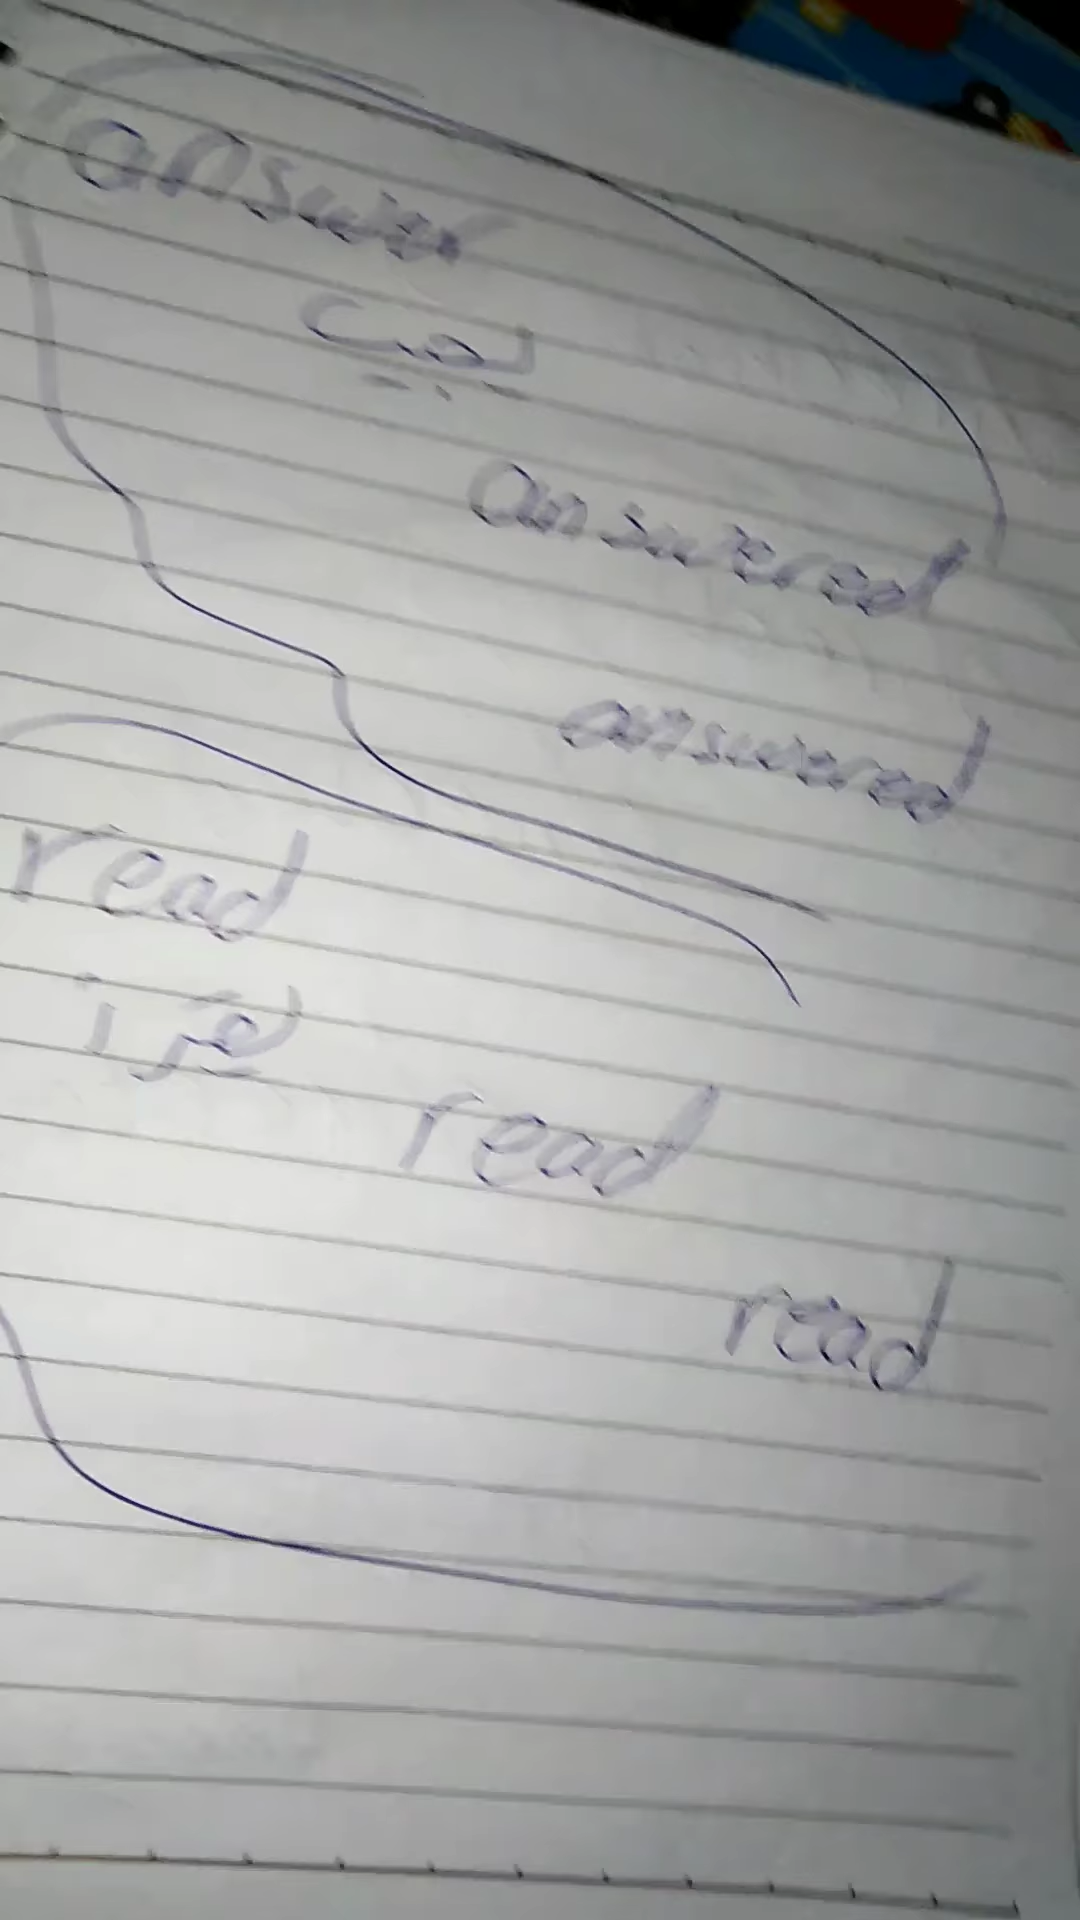 answer
يجيب
answered
answered
read
يقرأ
read
read